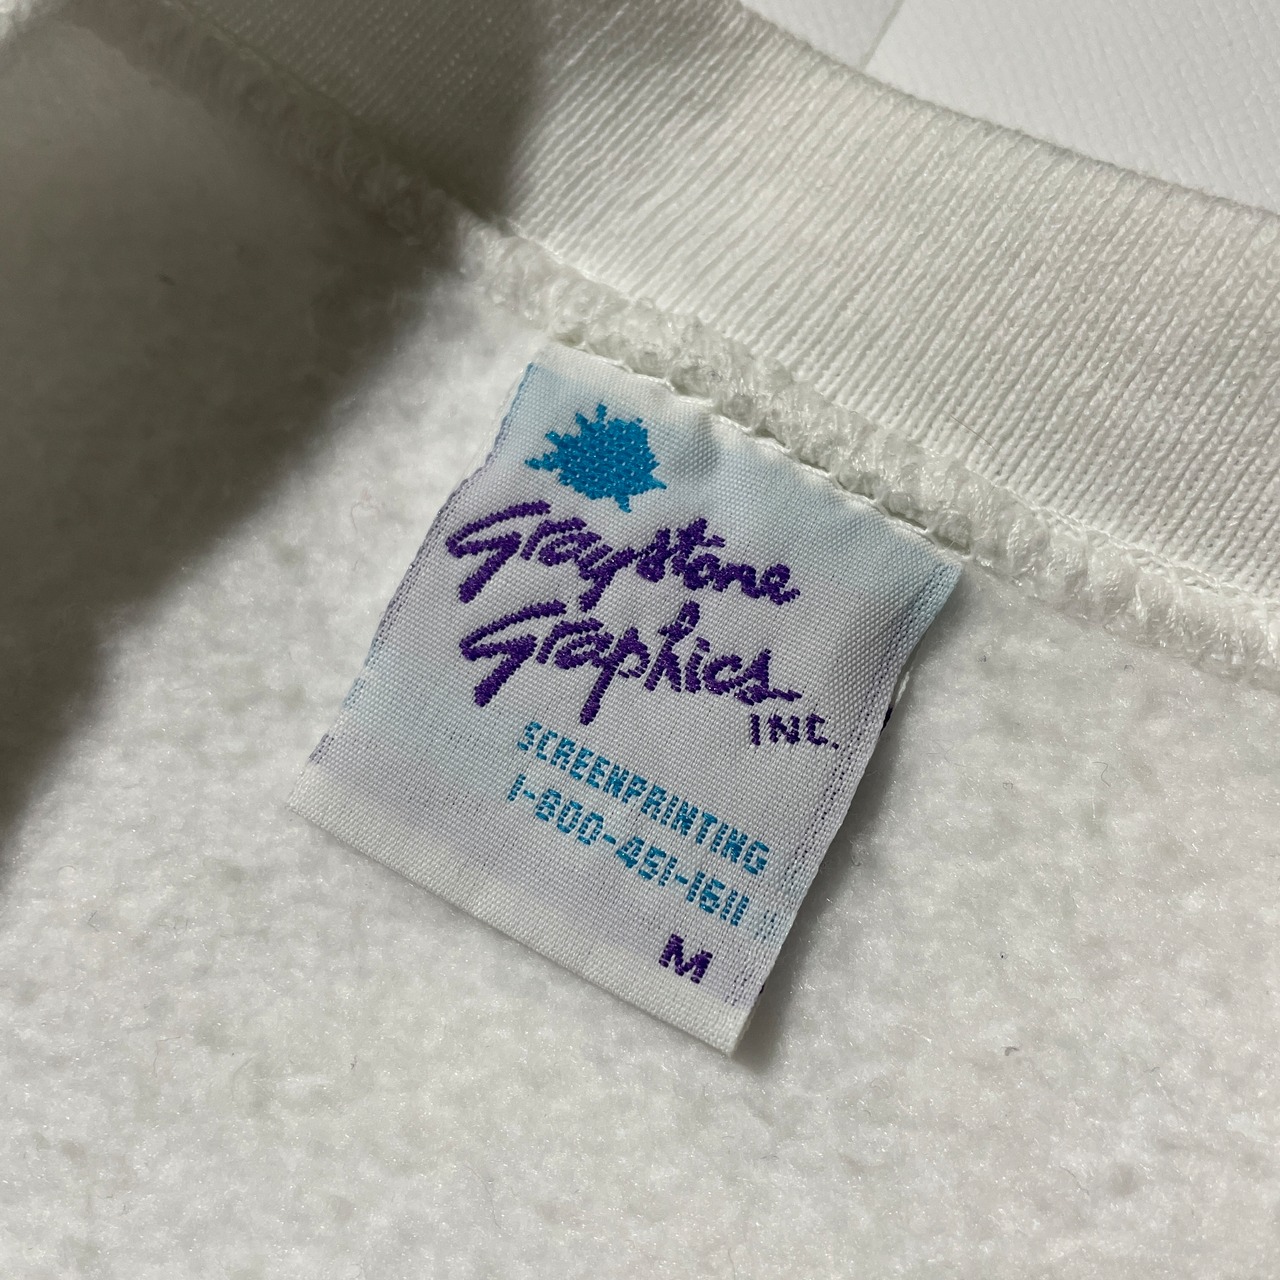 Graystone
Graphics
INC.
SCREENPRINTING
1-800-451-1611
M